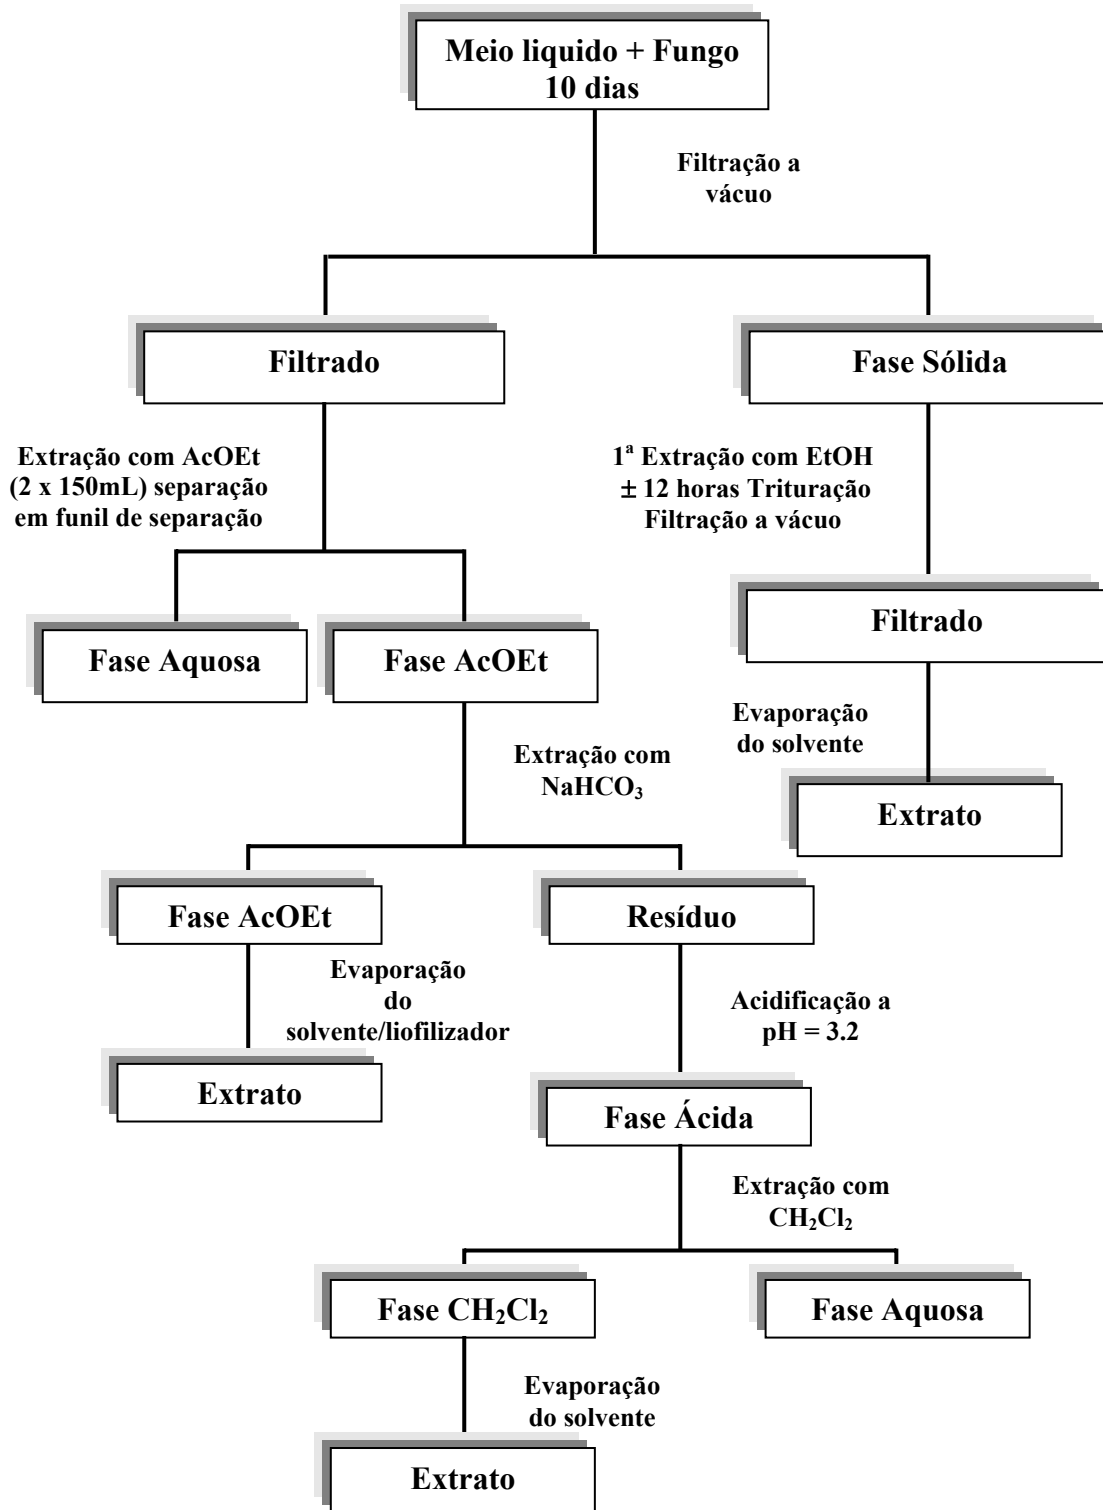 Meio liquido + Fungo
10 dias
Filtração a
vácuo
Filtrado
Fase Sólida
Extração com AcOEt
(2 x 150mL) separação
em funil de separação
1ª Extração com EtOH
± 12 horas Trituração
Filtração a vácuo
Fase Aquosa
Fase AcOEt
Filtrado
Extração com
NaHCO₃
Evaporação
do solvente
Extrato
Fase AcOEt
Resíduo
Evaporação
do
solvente/liofilizador
Acidificação a
pH = 3.2
Extrato
Fase Ácida
Extração com
CH₂Cl₂
Fase CH₂Cl₂
Fase Aquosa
Evaporação
do solvente
Extrato